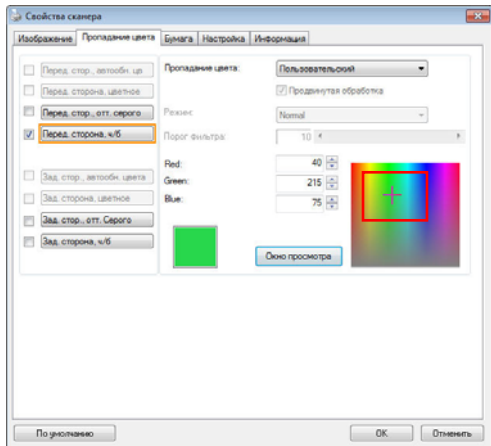 Свойства сканера
Изображение Пропадание цвета Бумага Настройка Информация
Перед. стор., автообн. цв
Перед. сторона, цветное
Перед. стор., отт. серого
Перед. сторона, ч/б
Зад. стор., автообн. цвета
Зад. сторона, цветное
Зад. стор., отт. Серого
Зад. сторона, ч/б
Пропадание цвета: Пользовательский
Продвинутая обработка
Режим: Normal
Порог фильтра: 10
Red: 40
Green: 215
Blue: 75
Окно просмотра
По умолчанию OK Отменить